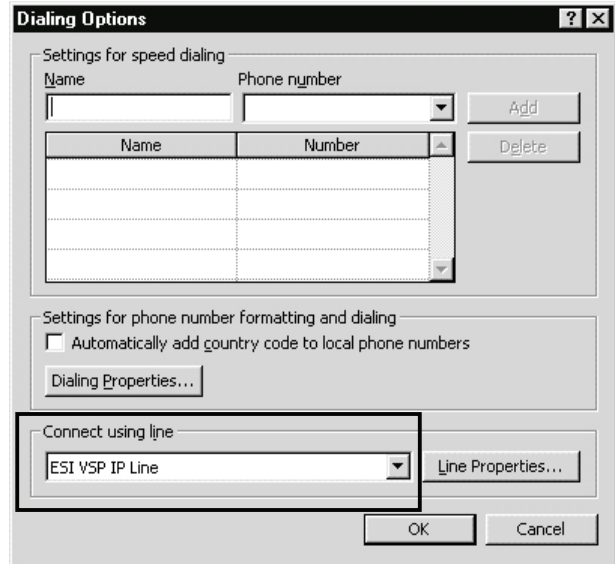 Dialing Options
Settings for speed dialing
Name Phone number
Add
Name Number
Delete
Settings for phone number formatting and dialing
Automatically add country code to local phone numbers
Dialing Properties...
Connect using line
ESI VSP IP Line
Line Properties...
OK Cancel